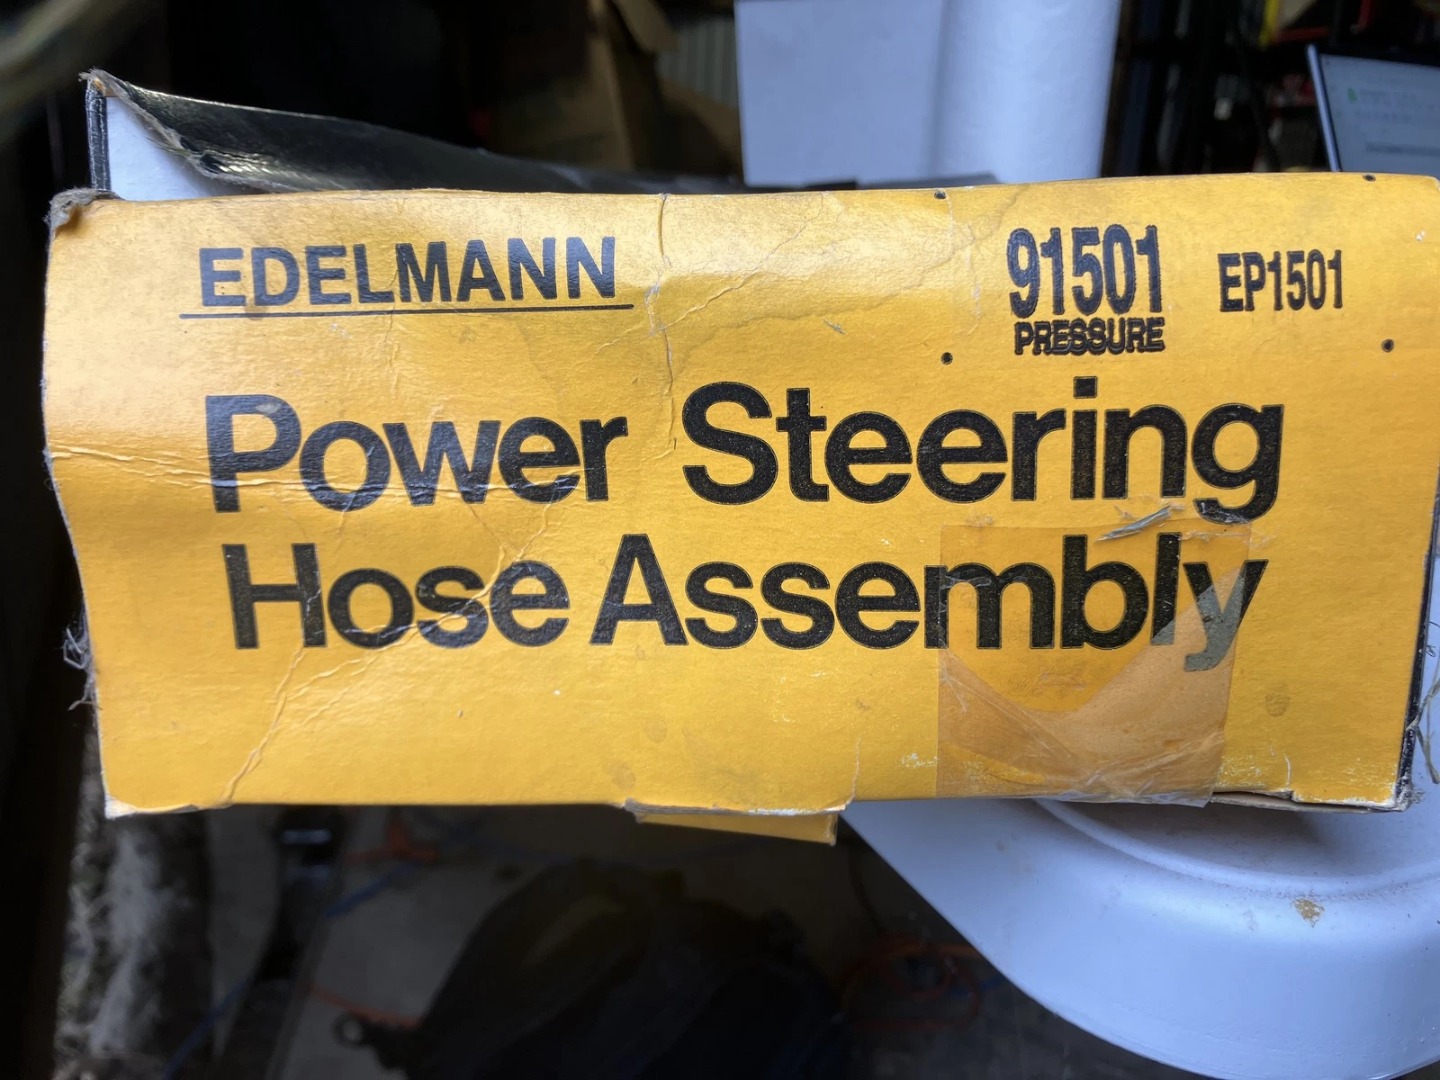 EDELMANN
91501 EP1501
PRESSURE
Power Steering
Hose Assembly